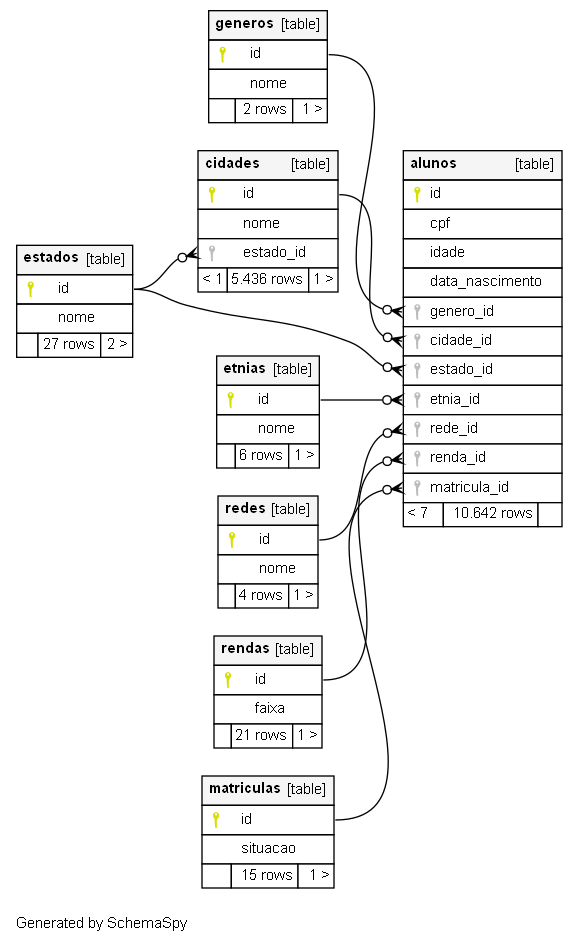 generos [table]
id
nome
2 rows 1 >
cidades [table]
id
nome
estado_id
< 1 5.436 rows 1 >
alunos [table]
id
cpf
idade
data_nascimento
genero_id
cidade_id
estado_id
etnia_id
rede_id
renda_id
matricula_id
< 7 10.642 rows
estados [table]
id
nome
27 rows 2 >
etnias [table]
id
nome
6 rows 1 >
redes [table]
id
nome
4 rows 1 >
rendas [table]
id
faixa
21 rows 1 >
matriculas [table]
id
situacao
15 rows 1 >
Generated by SchemaSpy